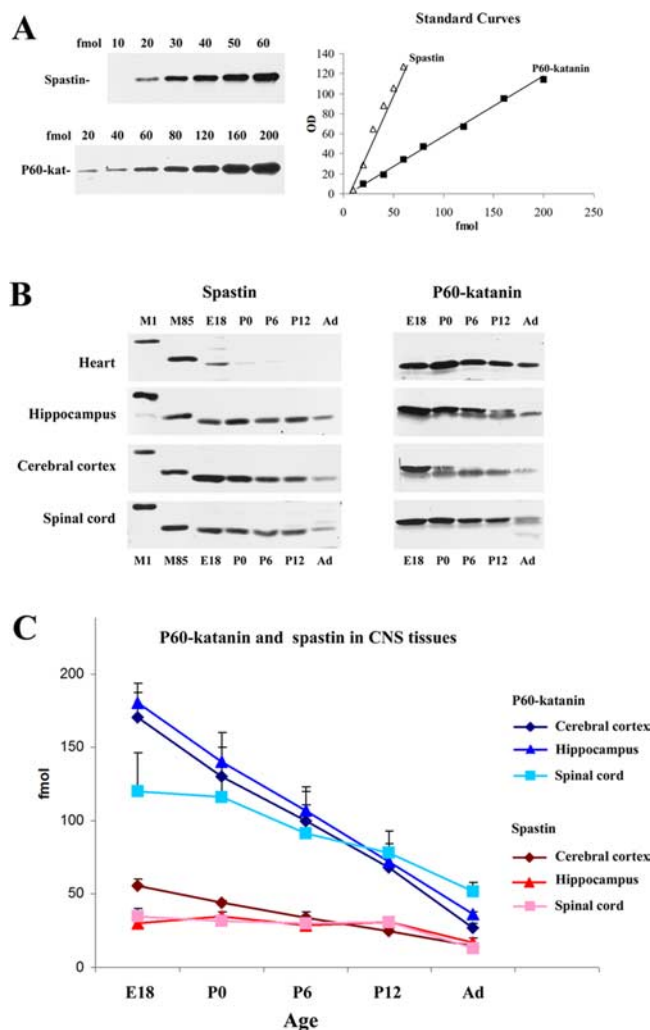 A
fmol 10 20 30 40 50 60
Spastin-
fmol
20 40 60 80 120 160 200
P60-kat-
Standard Curves
140
120
100
80
60
40
20
0
OD
Spastin
P60-katanin
0 50 100 150 200 250
fmol
B
Spastin
M1 M85 E18 P0 P6 P12 Ad
P60-katanin
E18 P0 P6 P12 Ad
Heart
Hippocampus
Cerebral cortex
Spinal cord
M1 M85 E18 P0 P6 P12 Ad
E18 P0 P6 P12 Ad
C
P60-katanin and spastin in CNS tissues
200
150
100
50
0
fmol
E18 P0 P6 P12 Ad
Age
P60-katanin
Cerebral cortex
Hippocampus
Spinal cord
Spastin
Cerebral cortex
Hippocampus
Spinal cord